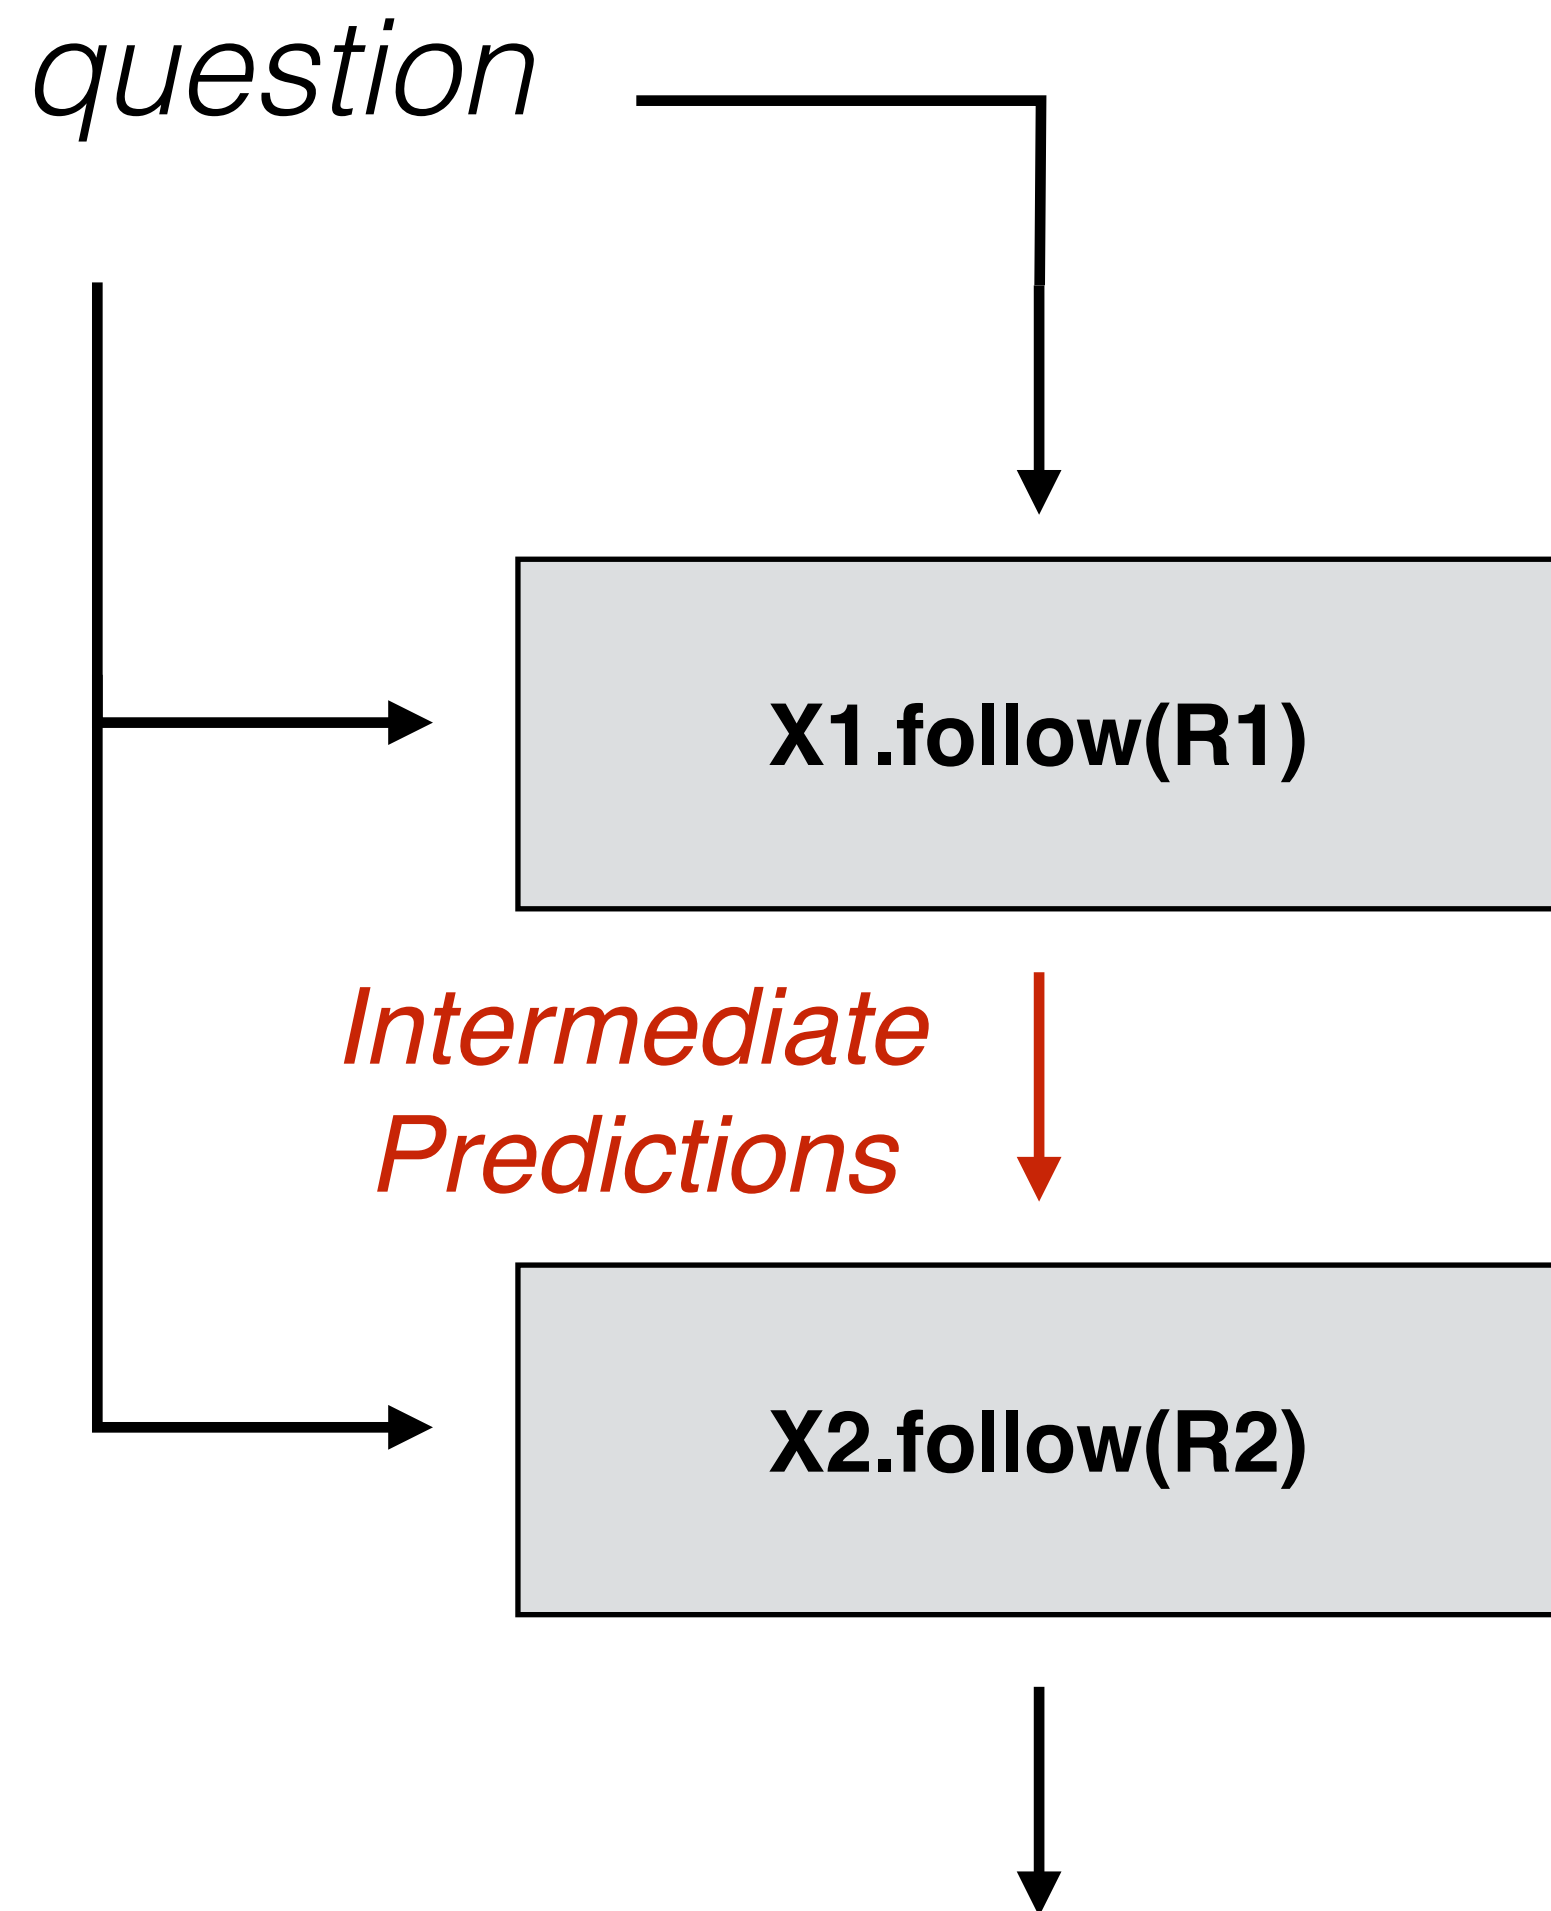 question
X1.follow(R1)
Intermediate
Predictions
X2.follow(R2)